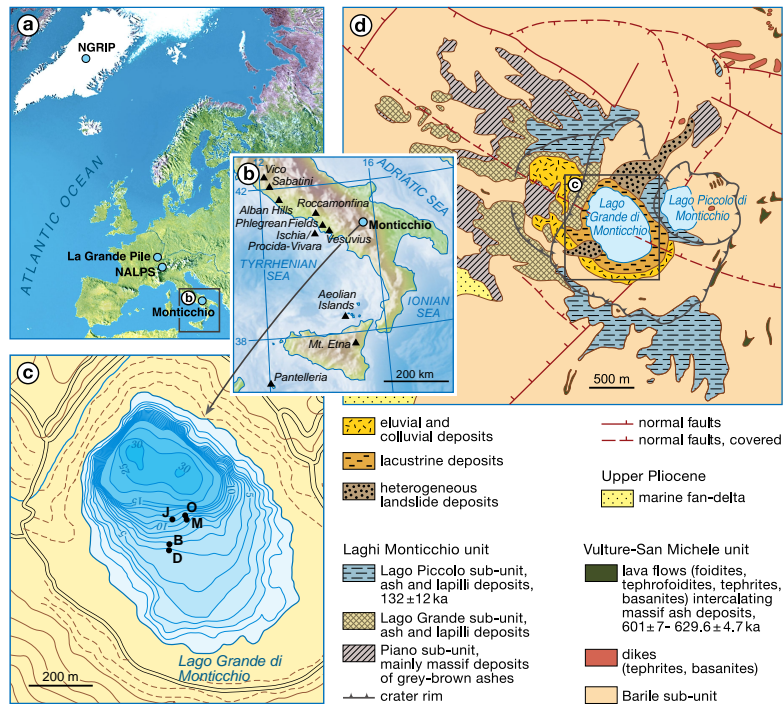 a
NGRIP
ATLANTIC OCEAN
La Grande Pile
NALPS
b
Monticchio
b
12
16
42
38
ADRIATIC SEA
Vico
Sabatini
Alban Hills
Roccamonfina
Phlegrean Fields
Ischia/
Procida-Vivara
Vesuvius
Monticchio
TYRRHENIAN
SEA
Aeolian
Islands
IONIAN
SEA
Mt. Etna
Pantelleria
200 km
c
30
30
25
15
10
10
5
J
O
M
B
D
Lago Grande di
Monticchio
200 m
d
c
Lago
Grande di
Monticchio
Lago Piccolo di
Monticchio
500 m
eluvial and
colluvial deposits
lacustrine deposits
heterogeneous
landslide deposits
normal faults
normal faults, covered
Upper Pliocene
marine fan-delta
Laghi Monticchio unit
Lago Piccolo sub-unit,
ash and lapilli deposits,
132±12 ka
Lago Grande sub-unit,
ash and lapilli deposits
Piano sub-unit,
mainly massif deposits
of grey-brown ashes
crater rim
Vulture-San Michele unit
lava flows (foidites,
tephrofoidites, tephrites,
basanites) intercalating
massif ash deposits,
601±7- 629.6±4.7 ka
dikes
(tephrites, basanites)
Barile sub-unit